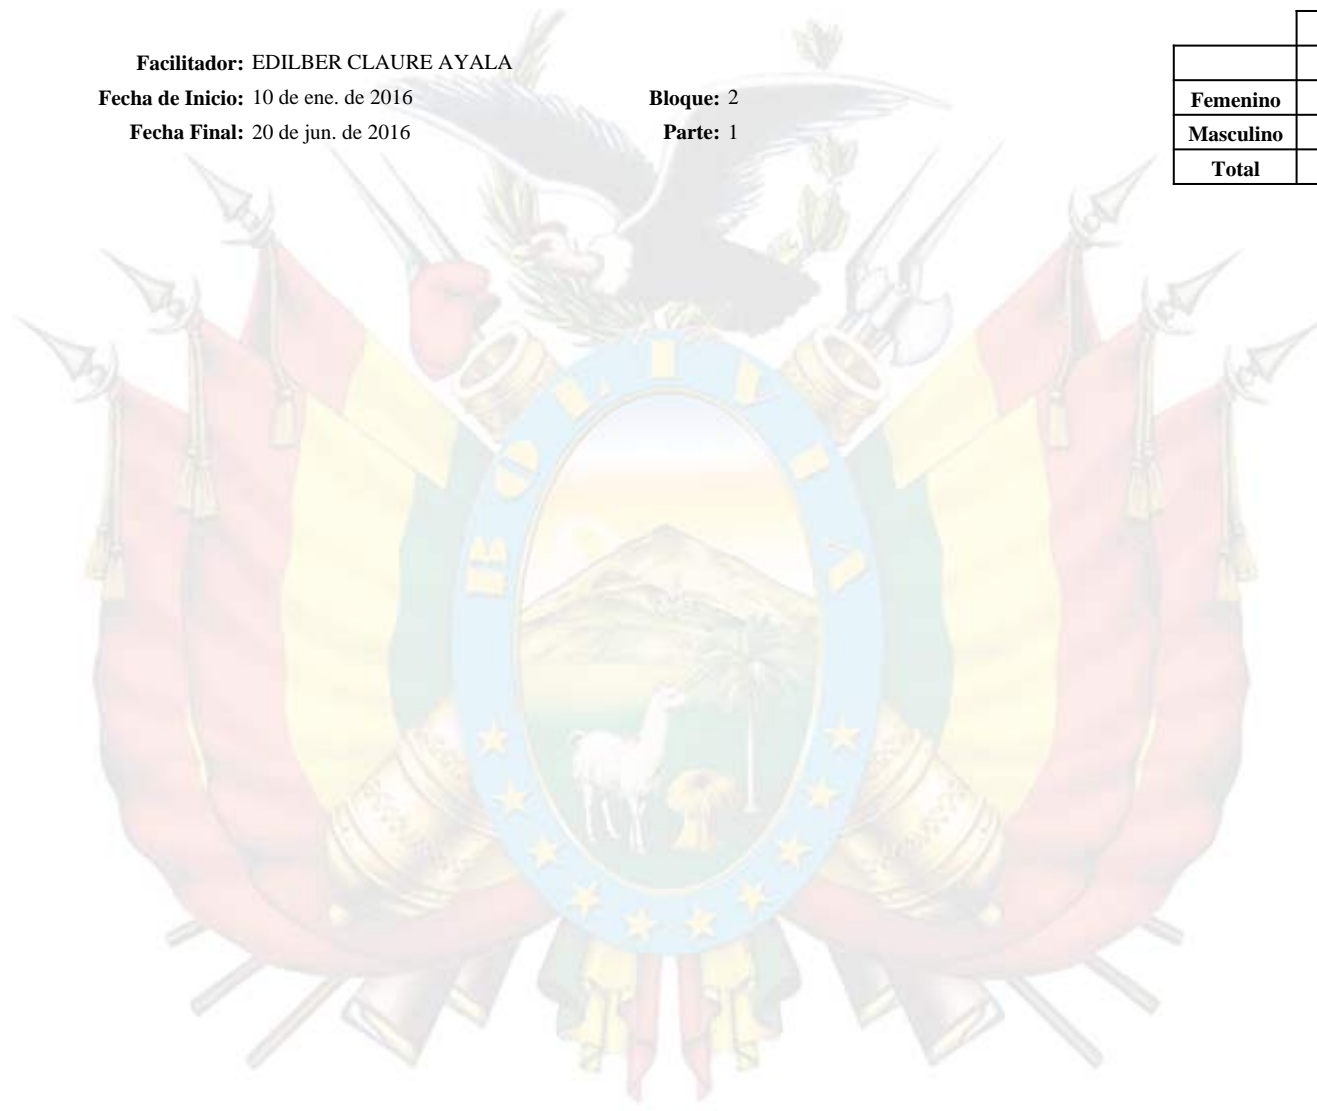 Facilitador: EDILBER CLAURE AYALA
Fecha de Inicio: 10 de ene. de 2016 Bloque: 2
Fecha Final: 20 de jun. de 2016 Parte: 1
Femenino
Masculino
Total
BOLIVIA